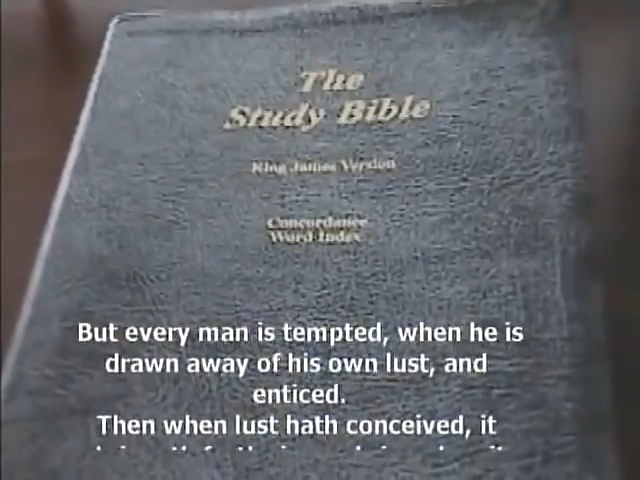 The
Study Bible
King James Version
Concordance
Word Index
But every man is tempted, when he is
drawn away of his own lust, and
enticed.
Then when lust hath conceived, it